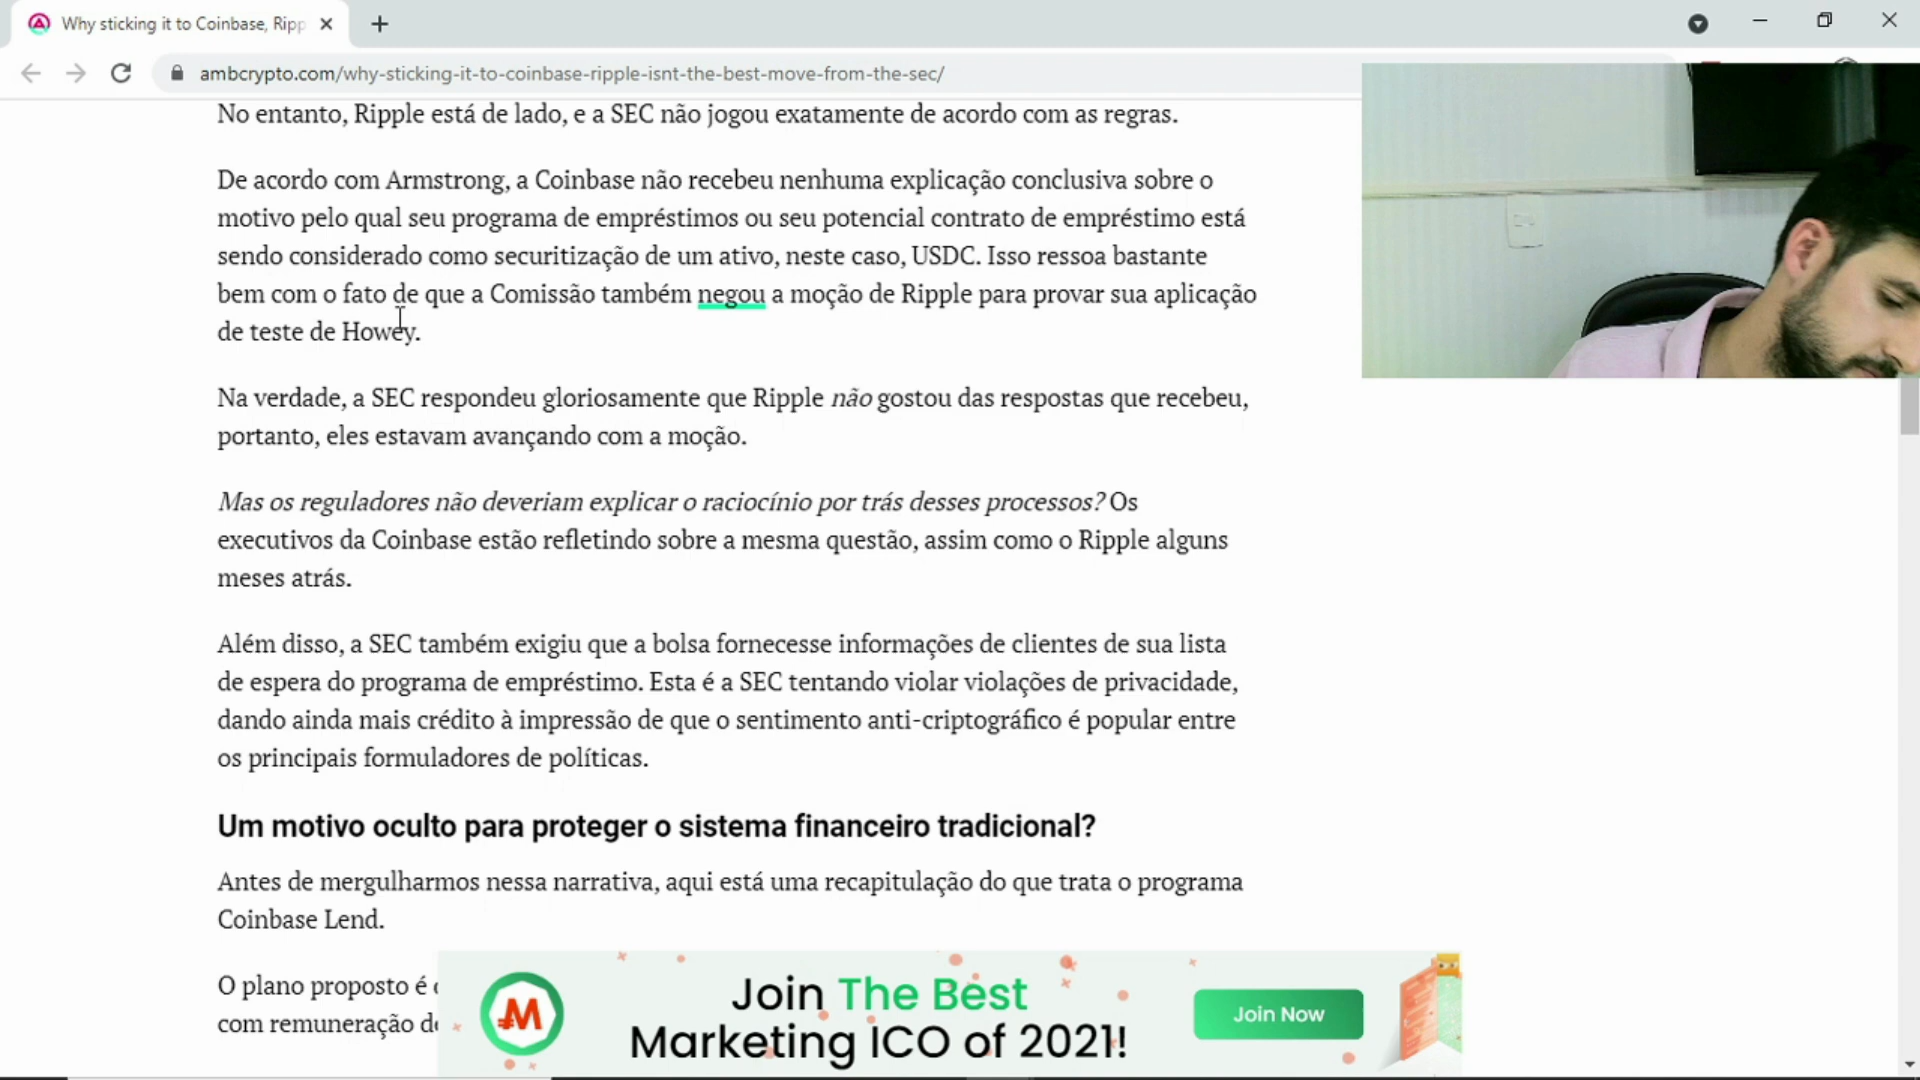 Why sticking it to Coinbase, Ripp
ambcrypto.com/why-sticking-it-to-coinbase-ripple-isnt-the-best-move-from-the-sec/
No entanto, Ripple está de lado, e a SEC não jogou exatamente de acordo com as regras.
De acordo com Armstrong, a Coinbase não recebeu nenhuma explicação conclusiva sobre o
motivo pelo qual seu programa de empréstimos ou seu potencial contrato de empréstimo está
sendo considerado como securitização de um ativo, neste caso, USDC. Isso ressoa bastante
bem com o fato de que a Comissão também negou a moção de Ripple para provar sua aplicação
de teste de Howey.
Na verdade, a SEC respondeu gloriosamente que Ripple não gostou das respostas que recebeu,
portanto, eles estavam avançando com a moção.
Mas os reguladores não deveriam explicar o raciocínio por trás desses processos? Os
executivos da Coinbase estão refletindo sobre a mesma questão, assim como o Ripple alguns
meses atrás.
Além disso, a SEC também exigiu que a bolsa fornecesse informações de clientes de sua lista
de espera do programa de empréstimo. Esta é a SEC tentando violar violações de privacidade,
dando ainda mais crédito à impressão de que o sentimento anti-criptográfico é popular entre
os principais formuladores de políticas.
Um motivo oculto para proteger o sistema financeiro tradicional?
Antes de mergulharmos nessa narrativa, aqui está uma recapitulação do que trata o programa
Coinbase Lend.
O plano proposto é
com remuneração
Join The Best
Marketing ICO of 2021!
Join Now